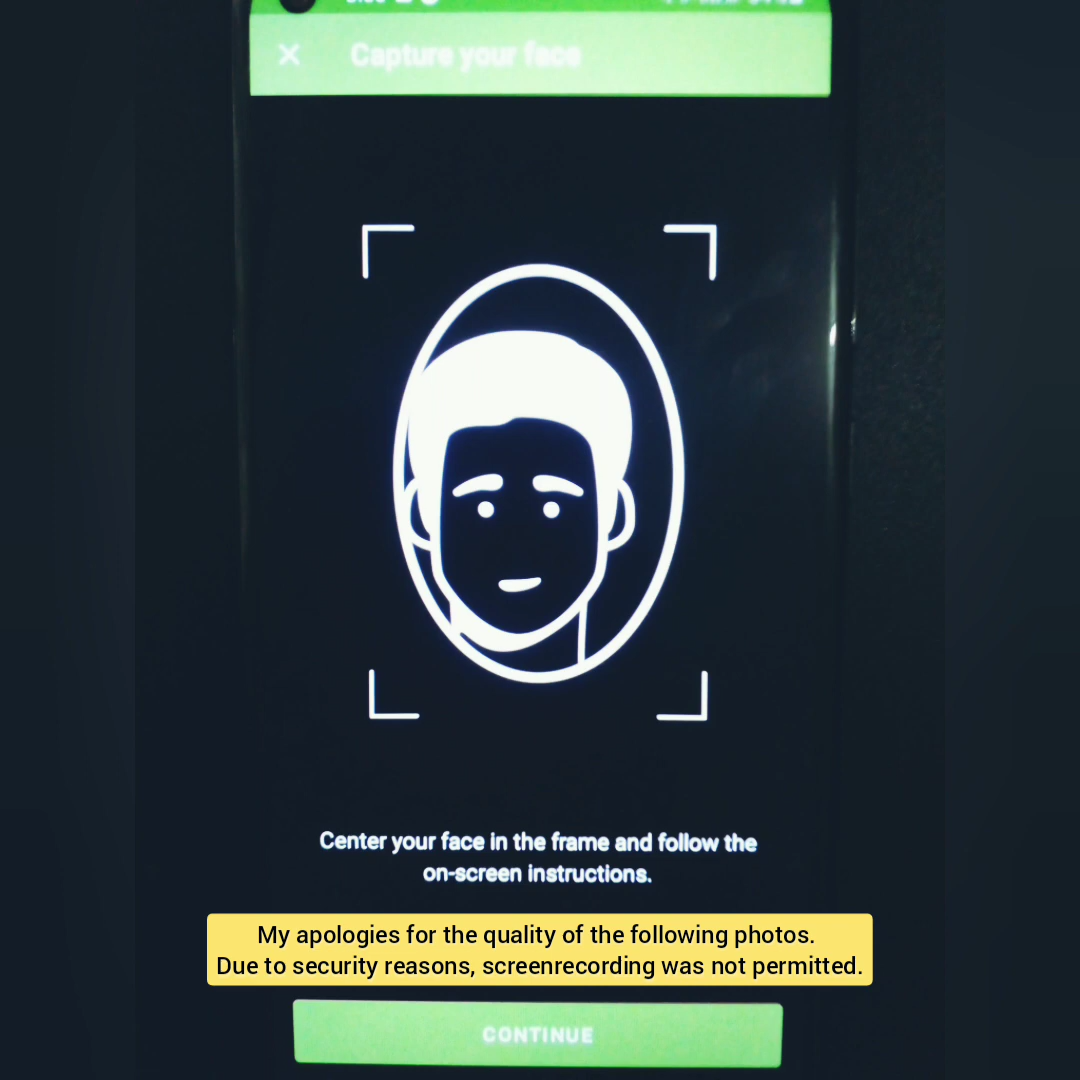 Capture your face
Center your face in the frame and follow the
on-screen instructions.
My apologies for the quality of the following photos.
Due to security reasons, screenrecording was not permitted.
CONTINUE